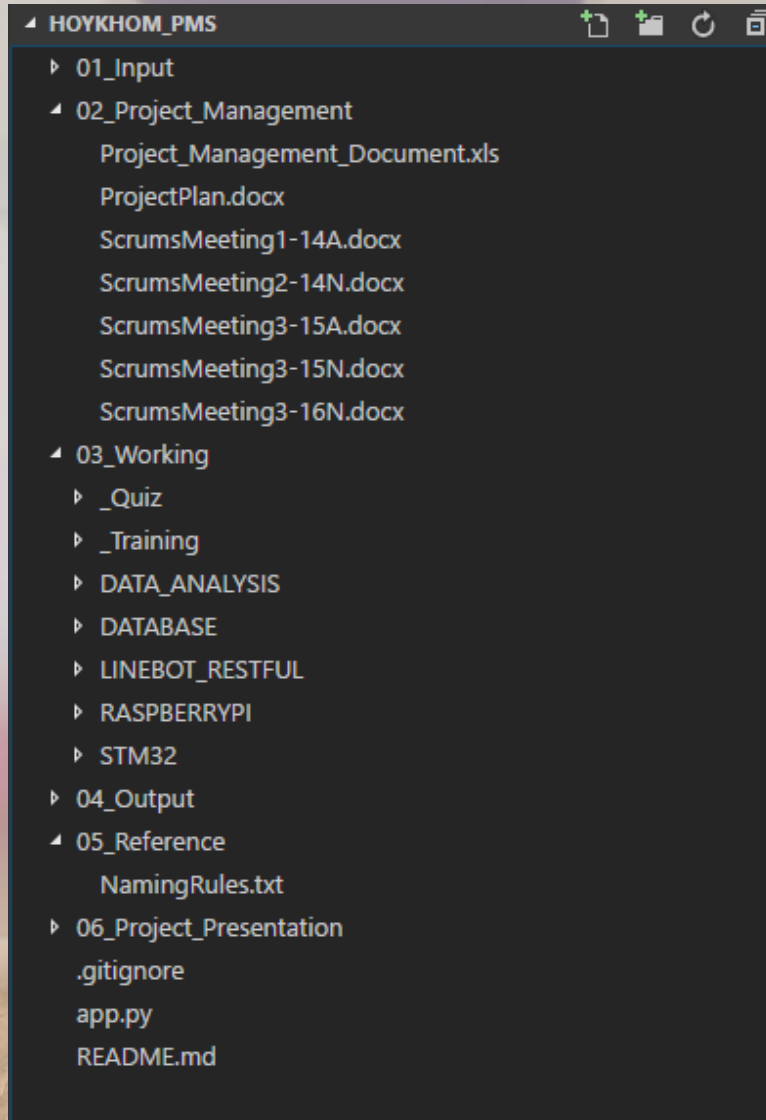 HOYKHOM_PMS
01_Input
02_Project_Management
Project_Management_Document.xls
ProjectPlan.docx
ScrumsMeeting1-14A.docx
ScrumsMeeting2-14N.docx
ScrumsMeeting3-15A.docx
ScrumsMeeting3-15N.docx
ScrumsMeeting3-16N.docx
03_Working
_Quiz
_Training
DATA_ANALYSIS
DATABASE
LINEBOT_RESTFUL
RASPBERRYPI
STM32
04_Output
05_Reference
NamingRules.txt
06_Project_Presentation
.gitignore
app.py
README.md